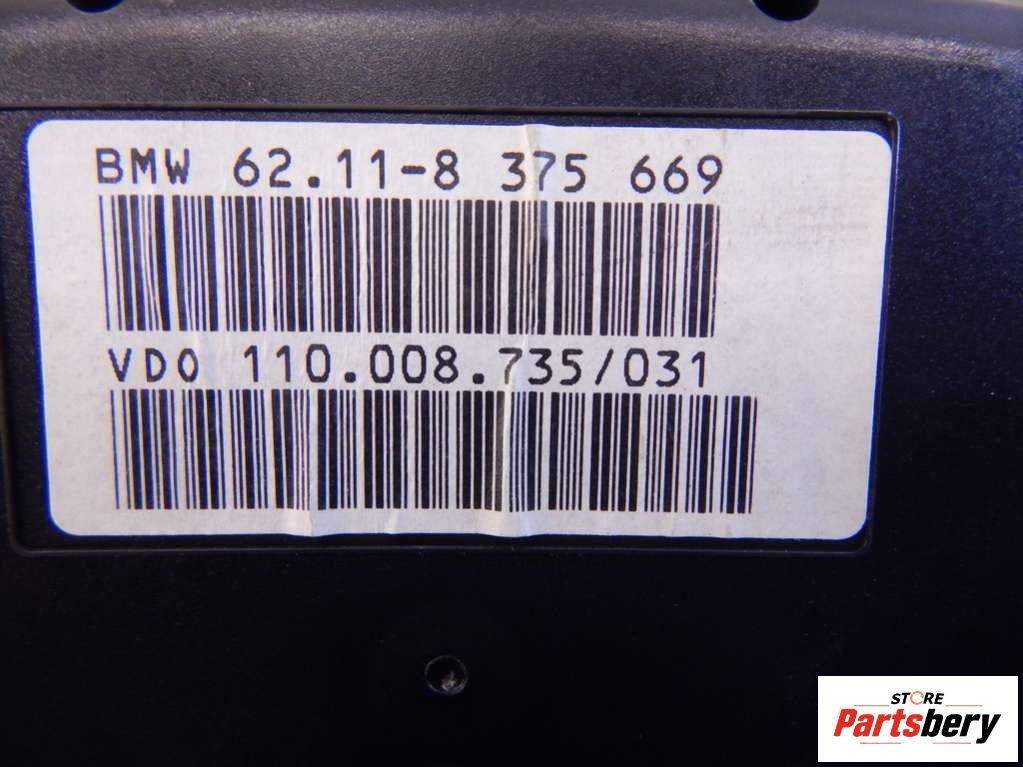 BMW 62.11-8 375 669
VDO 110.008.735/031
STORE
Partsbery